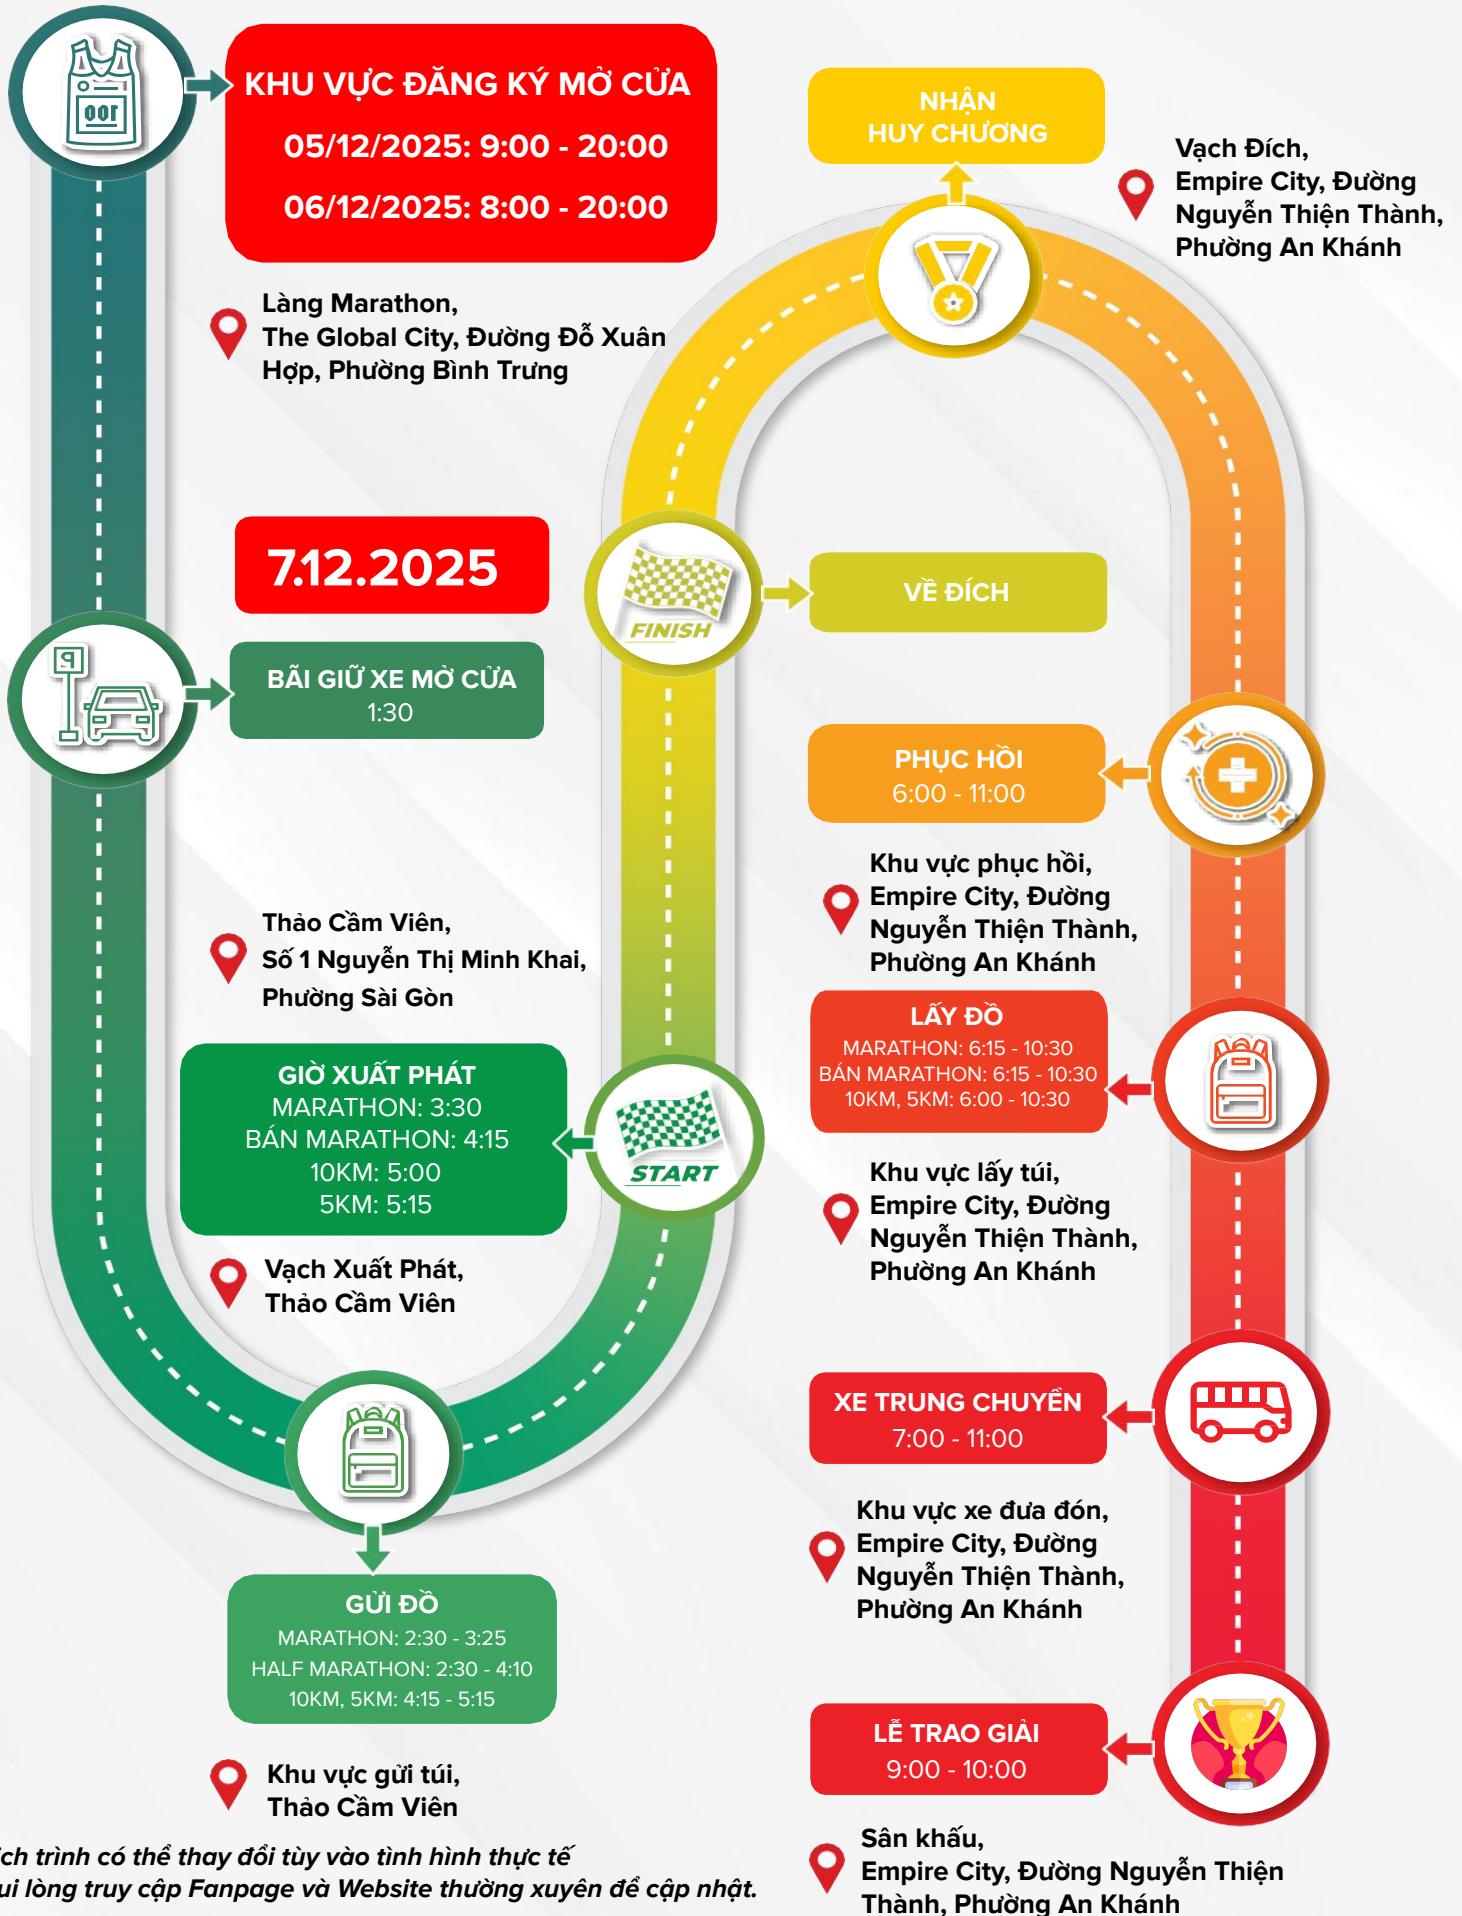 KHU VỰC ĐĂNG KÝ MỞ CỬA
05/12/2025: 9:00 - 20:00
06/12/2025: 8:00 - 20:00
Làng Marathon,
The Global City, Đường Đỗ Xuân
Hợp, Phường Bình Trưng
7.12.2025
BÃI GIỮ XE MỞ CỬA
1:30
Thảo Cầm Viên,
Số 1 Nguyễn Thị Minh Khai,
Phường Sài Gòn
GỬI ĐỒ
MARATHON: 2:30 - 3:25
HALF MARATHON: 2:30 - 4:10
10KM, 5KM: 4:15 - 5:15
Khu vực gửi túi,
Thảo Cầm Viên
GIỜ XUẤT PHÁT
MARATHON: 3:30
BÁN MARATHON: 4:15
10KM: 5:00
5KM: 5:15
START
Vạch Xuất Phát,
Thảo Cầm Viên
FINISH
VỀ ĐÍCH
NHẬN
HUY CHƯƠNG
Vạch Đích,
Empire City, Đường
Nguyễn Thiện Thành,
Phường An Khánh
PHỤC HỒI
6:00 - 11:00
Khu vực phục hồi,
Empire City, Đường
Nguyễn Thiện Thành,
Phường An Khánh
LẤY ĐỒ
MARATHON: 6:15 - 10:30
BÁN MARATHON: 6:15 - 10:30
10KM, 5KM: 6:00 - 10:30
Khu vực lấy túi,
Empire City, Đường
Nguyễn Thiện Thành,
Phường An Khánh
XE TRUNG CHUYỂN
7:00 - 11:00
Khu vực xe đưa đón,
Empire City, Đường
Nguyễn Thiện Thành,
Phường An Khánh
LỄ TRAO GIẢI
9:00 - 10:00
Sân khấu,
Empire City, Đường Nguyễn Thiện
Thành, Phường An Khánh
trình có thể thay đổi tùy vào tình hình thực tế
lòng truy cập Fanpage và Website thường xuyên để cập nhật.